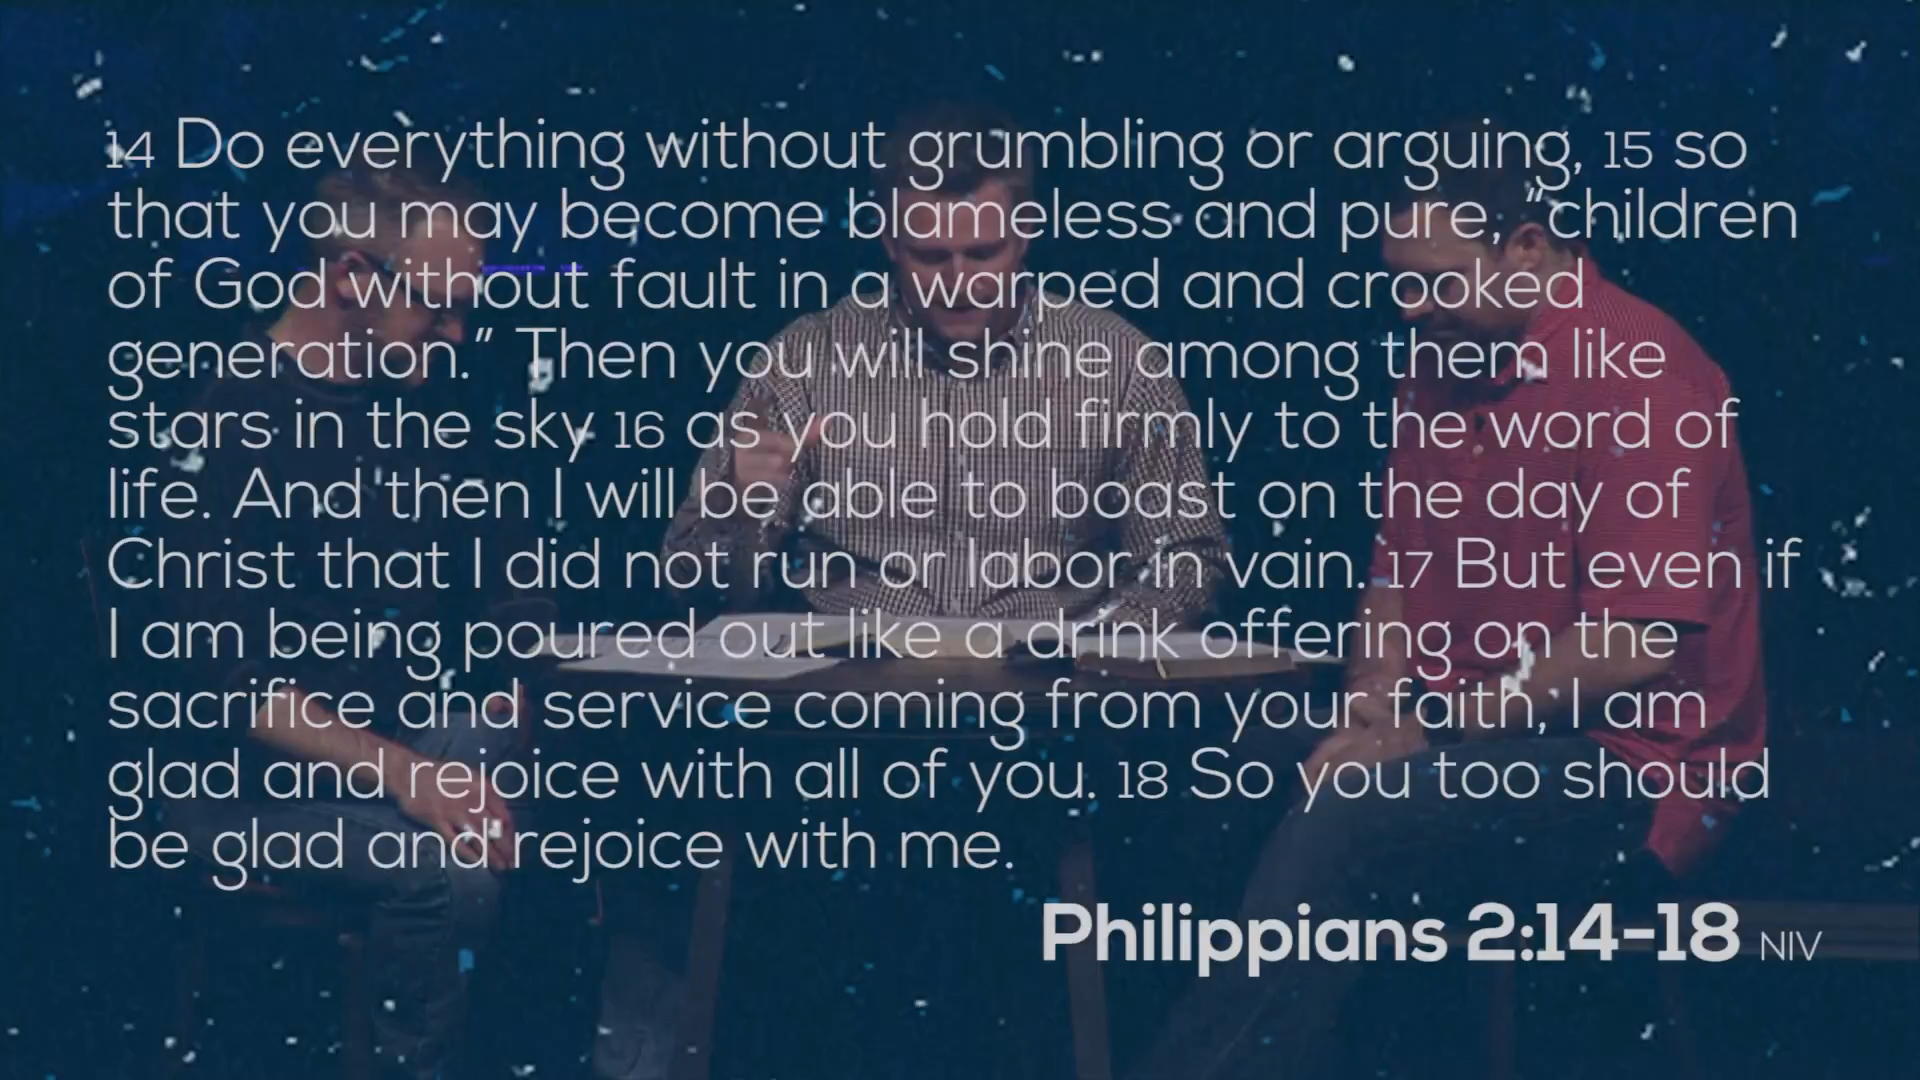 14 Do everything without grumbling or arguing, 15 so
that you may become blameless and pure, “children
of God without fault in a warped and crooked
generation.” Then you will shine among them like
stars in the sky 16 as you hold firmly to the word of
life. And then I will be able to boast on the day of
Christ that I did not run or labor in vain. 17 But even if
I am being poured out like a drink offering on the
sacrifice and service coming from your faith, I am
glad and rejoice with all of you. 18 So you too should
be glad and rejoice with me.
Philippians 2:14-18 NIV